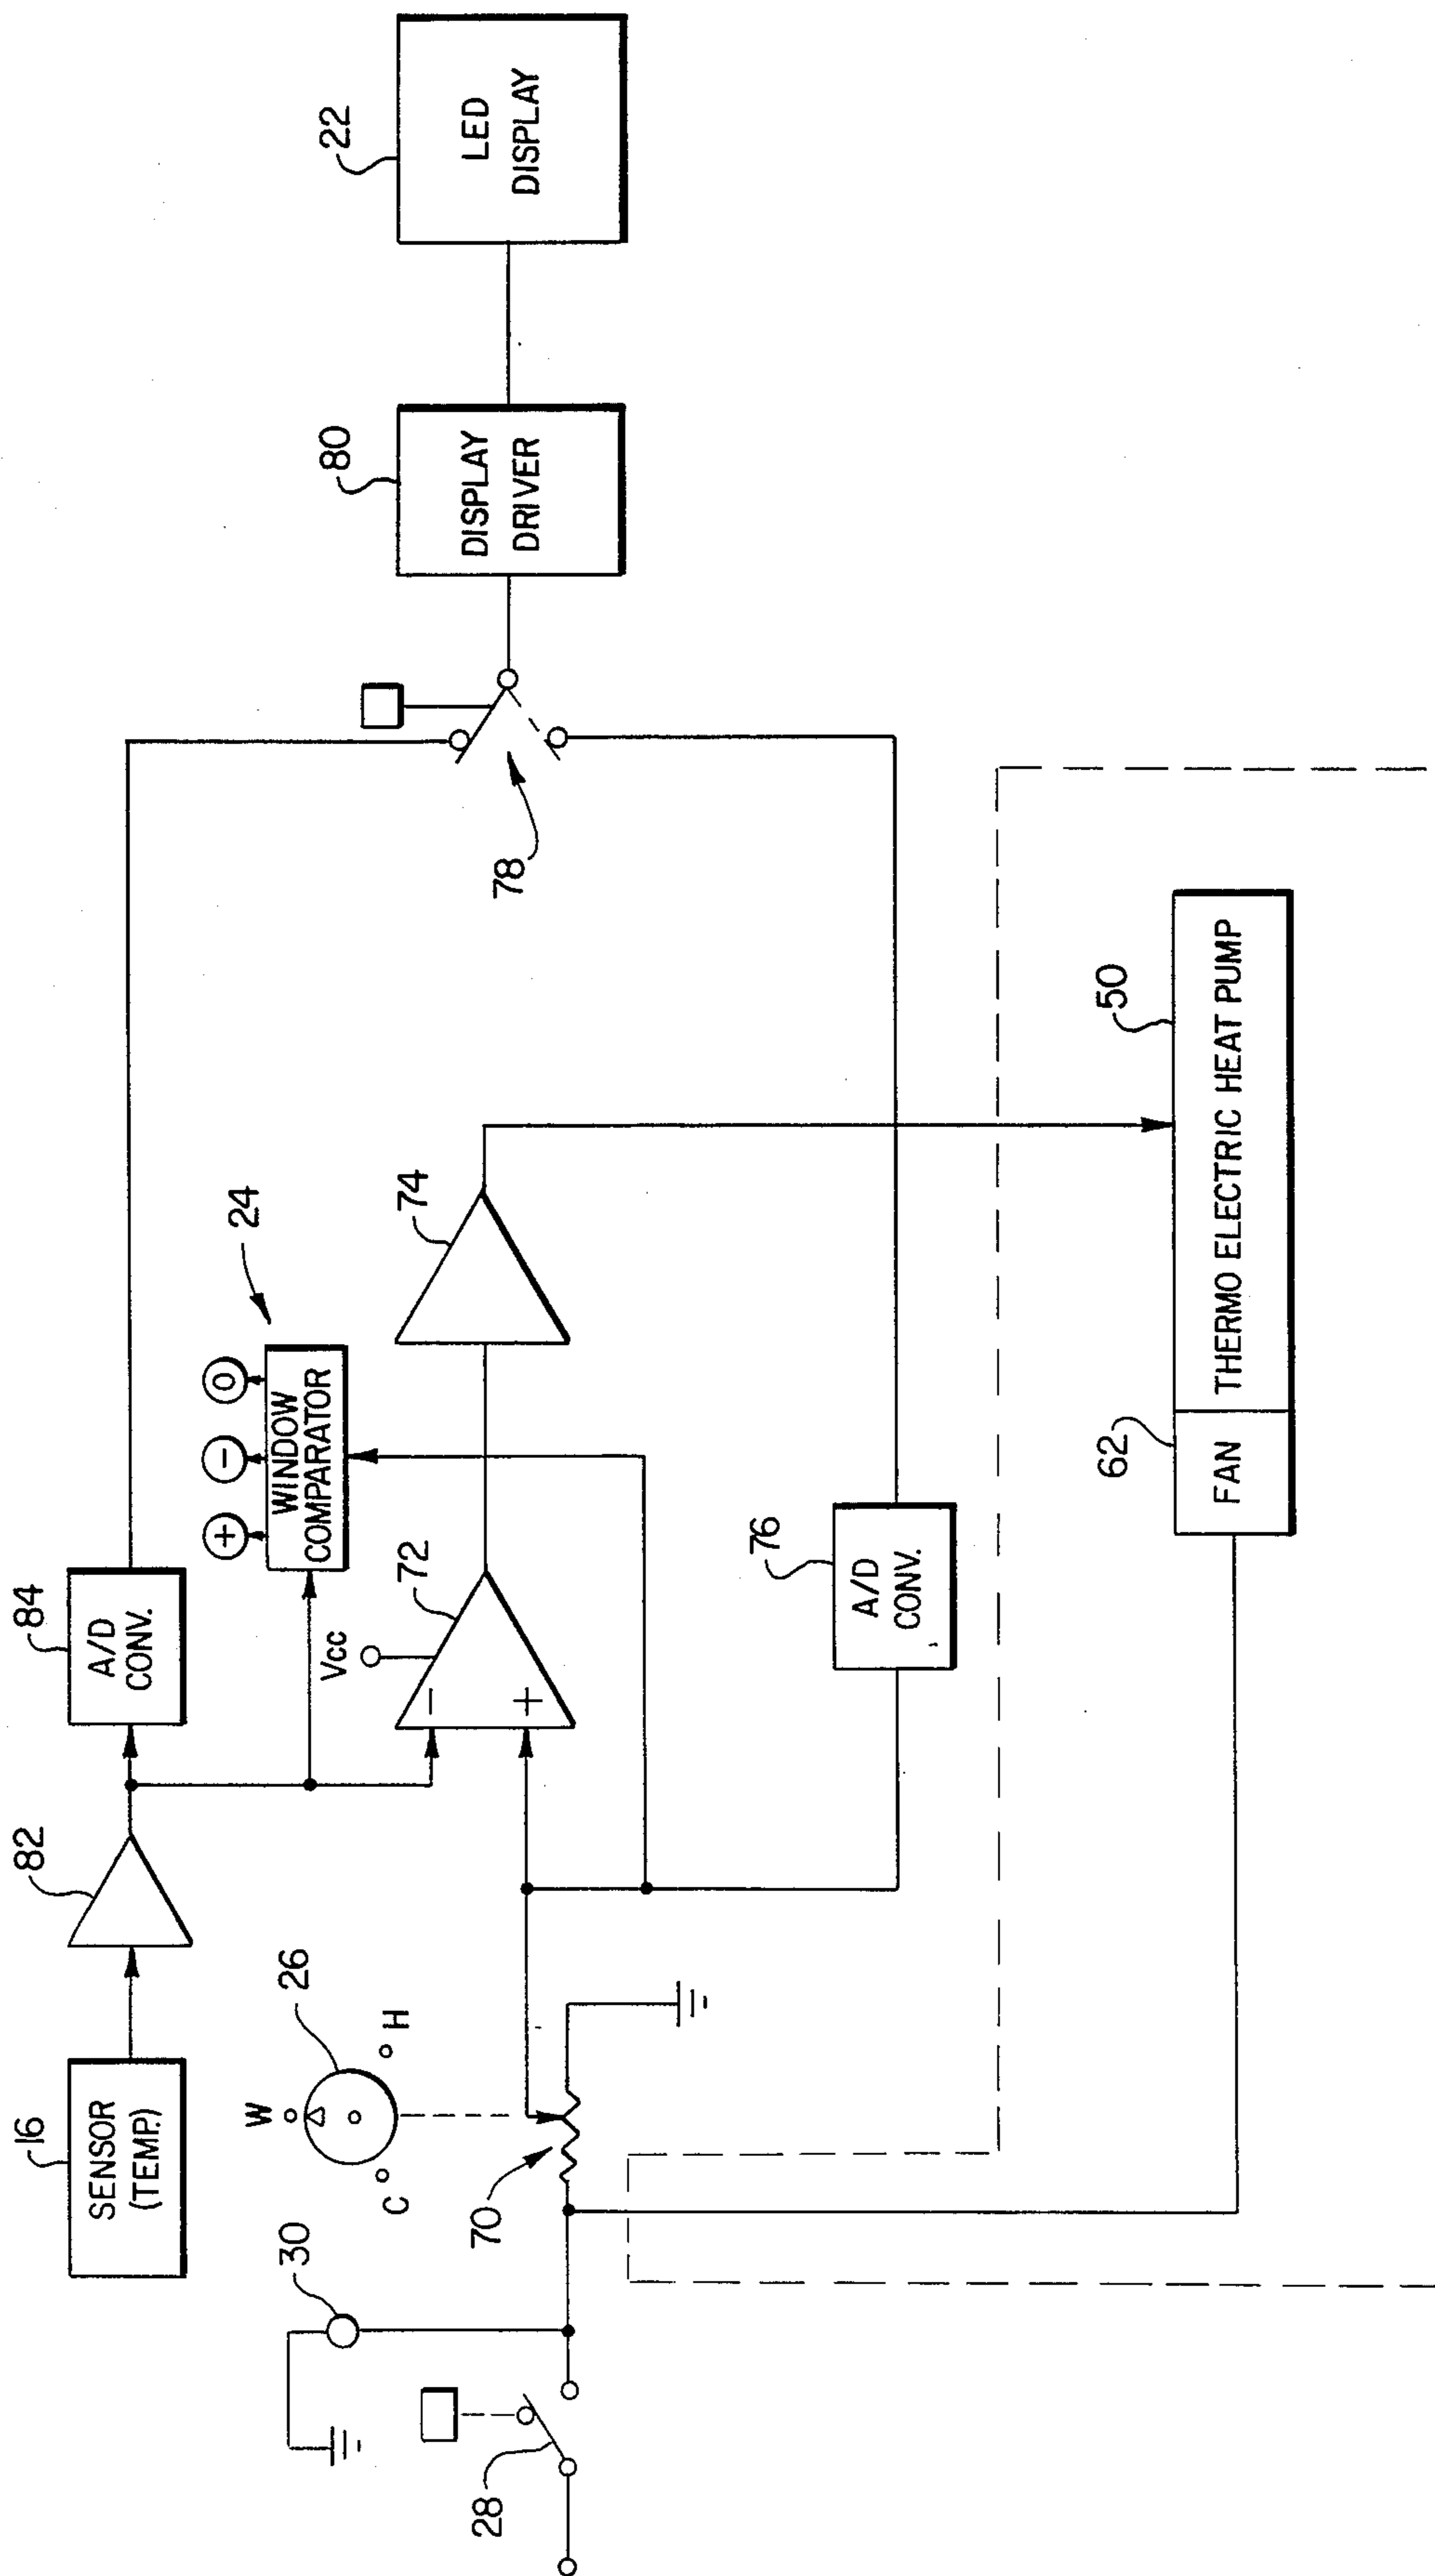 16
SENSOR
(TEMP.)
82
84
A/D
CONV.
30
C
W
H
26
28
70
Vcc
72
−
+
+
−
O
WINDOW
COMPARATOR
24
74
78
80
DISPLAY
DRIVER
22
LED
DISPLAY
76
A/D
CONV.
62
FAN
50
THERMO ELECTRIC HEAT PUMP